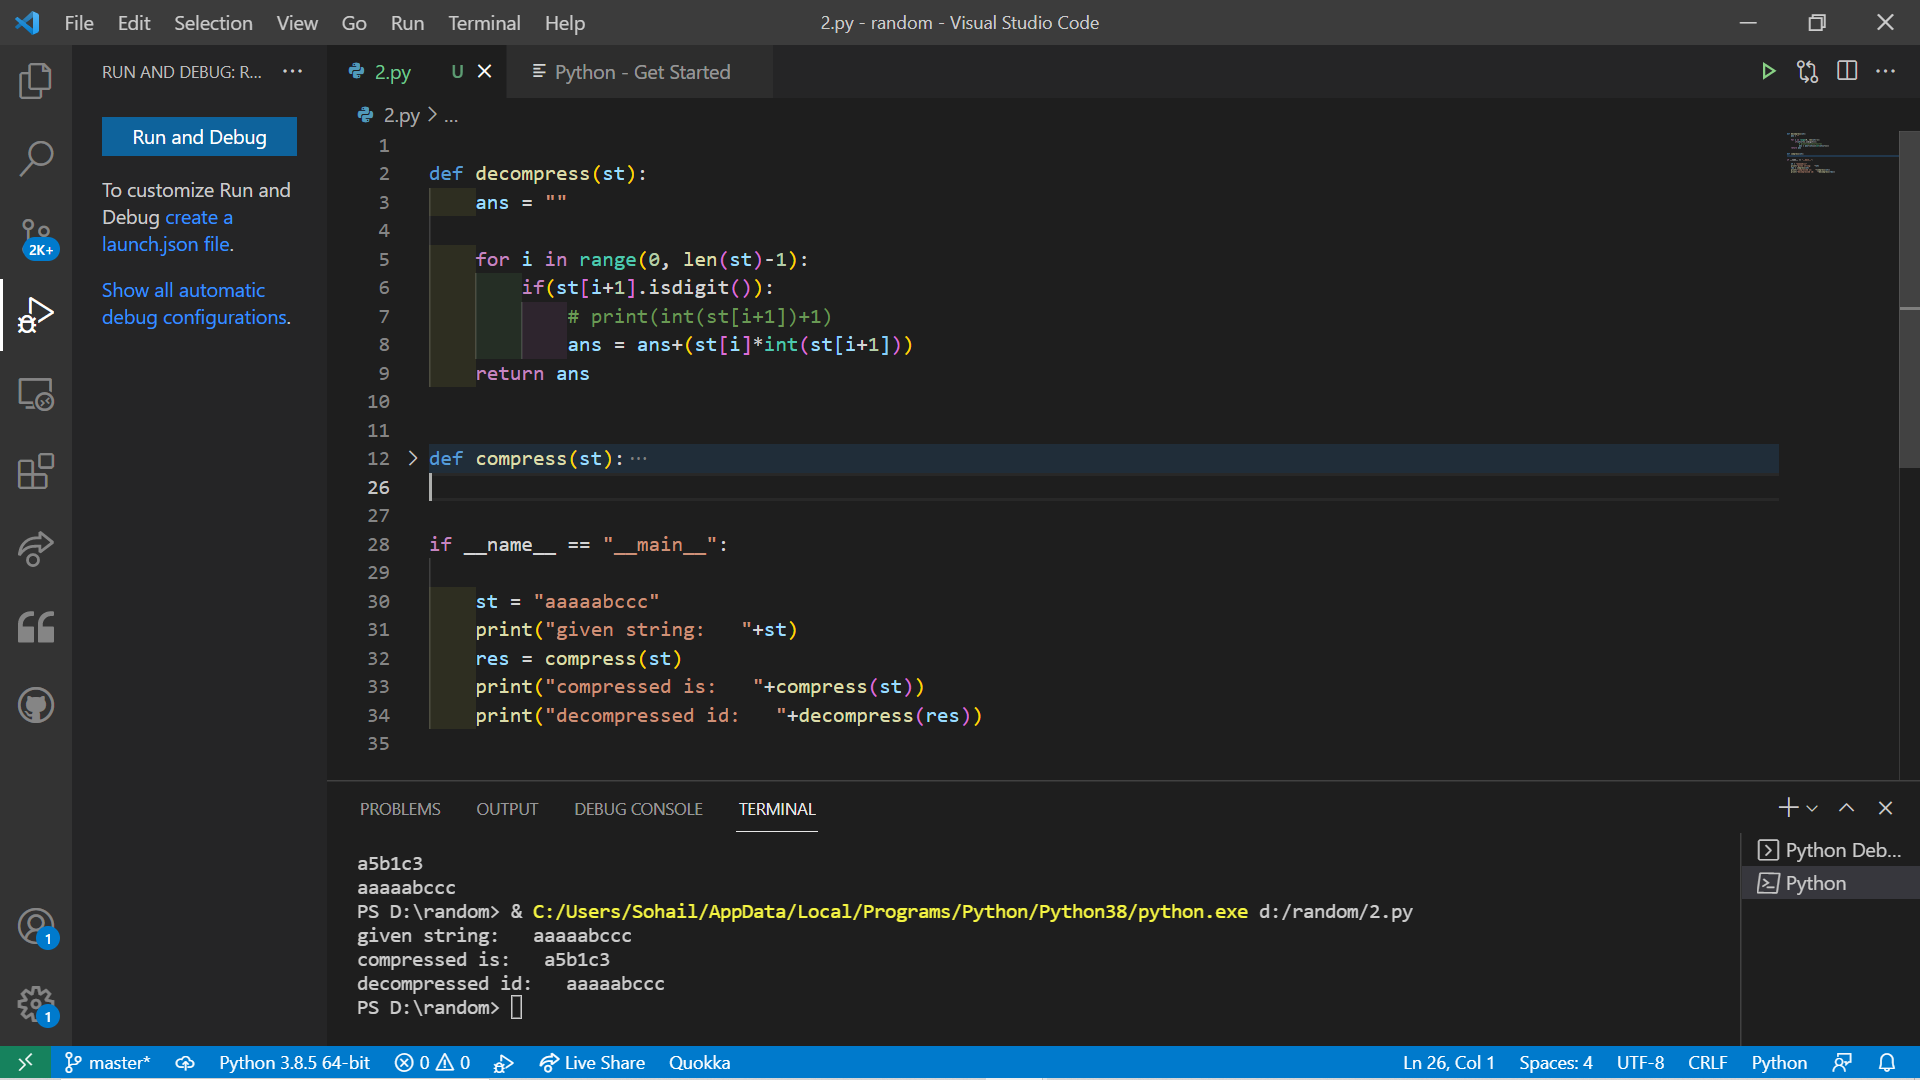 File Edit Selection View Go Run Terminal Help
2.py - random - Visual Studio Code
RUN AND DEBUG: R... ···
Run and Debug
To customize Run and
Debug create a
launch.json file.
Show all automatic
debug configurations.
2K+
1
1
2.py U
Python - Get Started
2.py > ...
1
2 def decompress(st):
3 ans = ""
4
5 for i in range(0, len(st)-1):
6 if(st[i+1].isdigit()):
7 # print(int(st[i+1])+1)
8 ans = ans+(st[i]*int(st[i+1]))
9 return ans
10
11
12 > def compress(st):···
26
27
28 if __name__ == "__main__":
29
30 st = "aaaaabccc"
31 print("given string:   "+st)
32 res = compress(st)
33 print("compressed is:   "+compress(st))
34 print("decompressed id:   "+decompress(res))
35
PROBLEMS OUTPUT DEBUG CONSOLE TERMINAL
a5b1c3
aaaaabccc
PS D:\random> & C:/Users/Sohail/AppData/Local/Programs/Python/Python38/python.exe d:/random/2.py
given string:   aaaaabccc
compressed is:   a5b1c3
decompressed id:   aaaaabccc
PS D:\random>
Python Deb...
Python
master* Python 3.8.5 64-bit 0 0 Live Share Quokka Ln 26, Col 1 Spaces: 4 UTF-8 CRLF Python